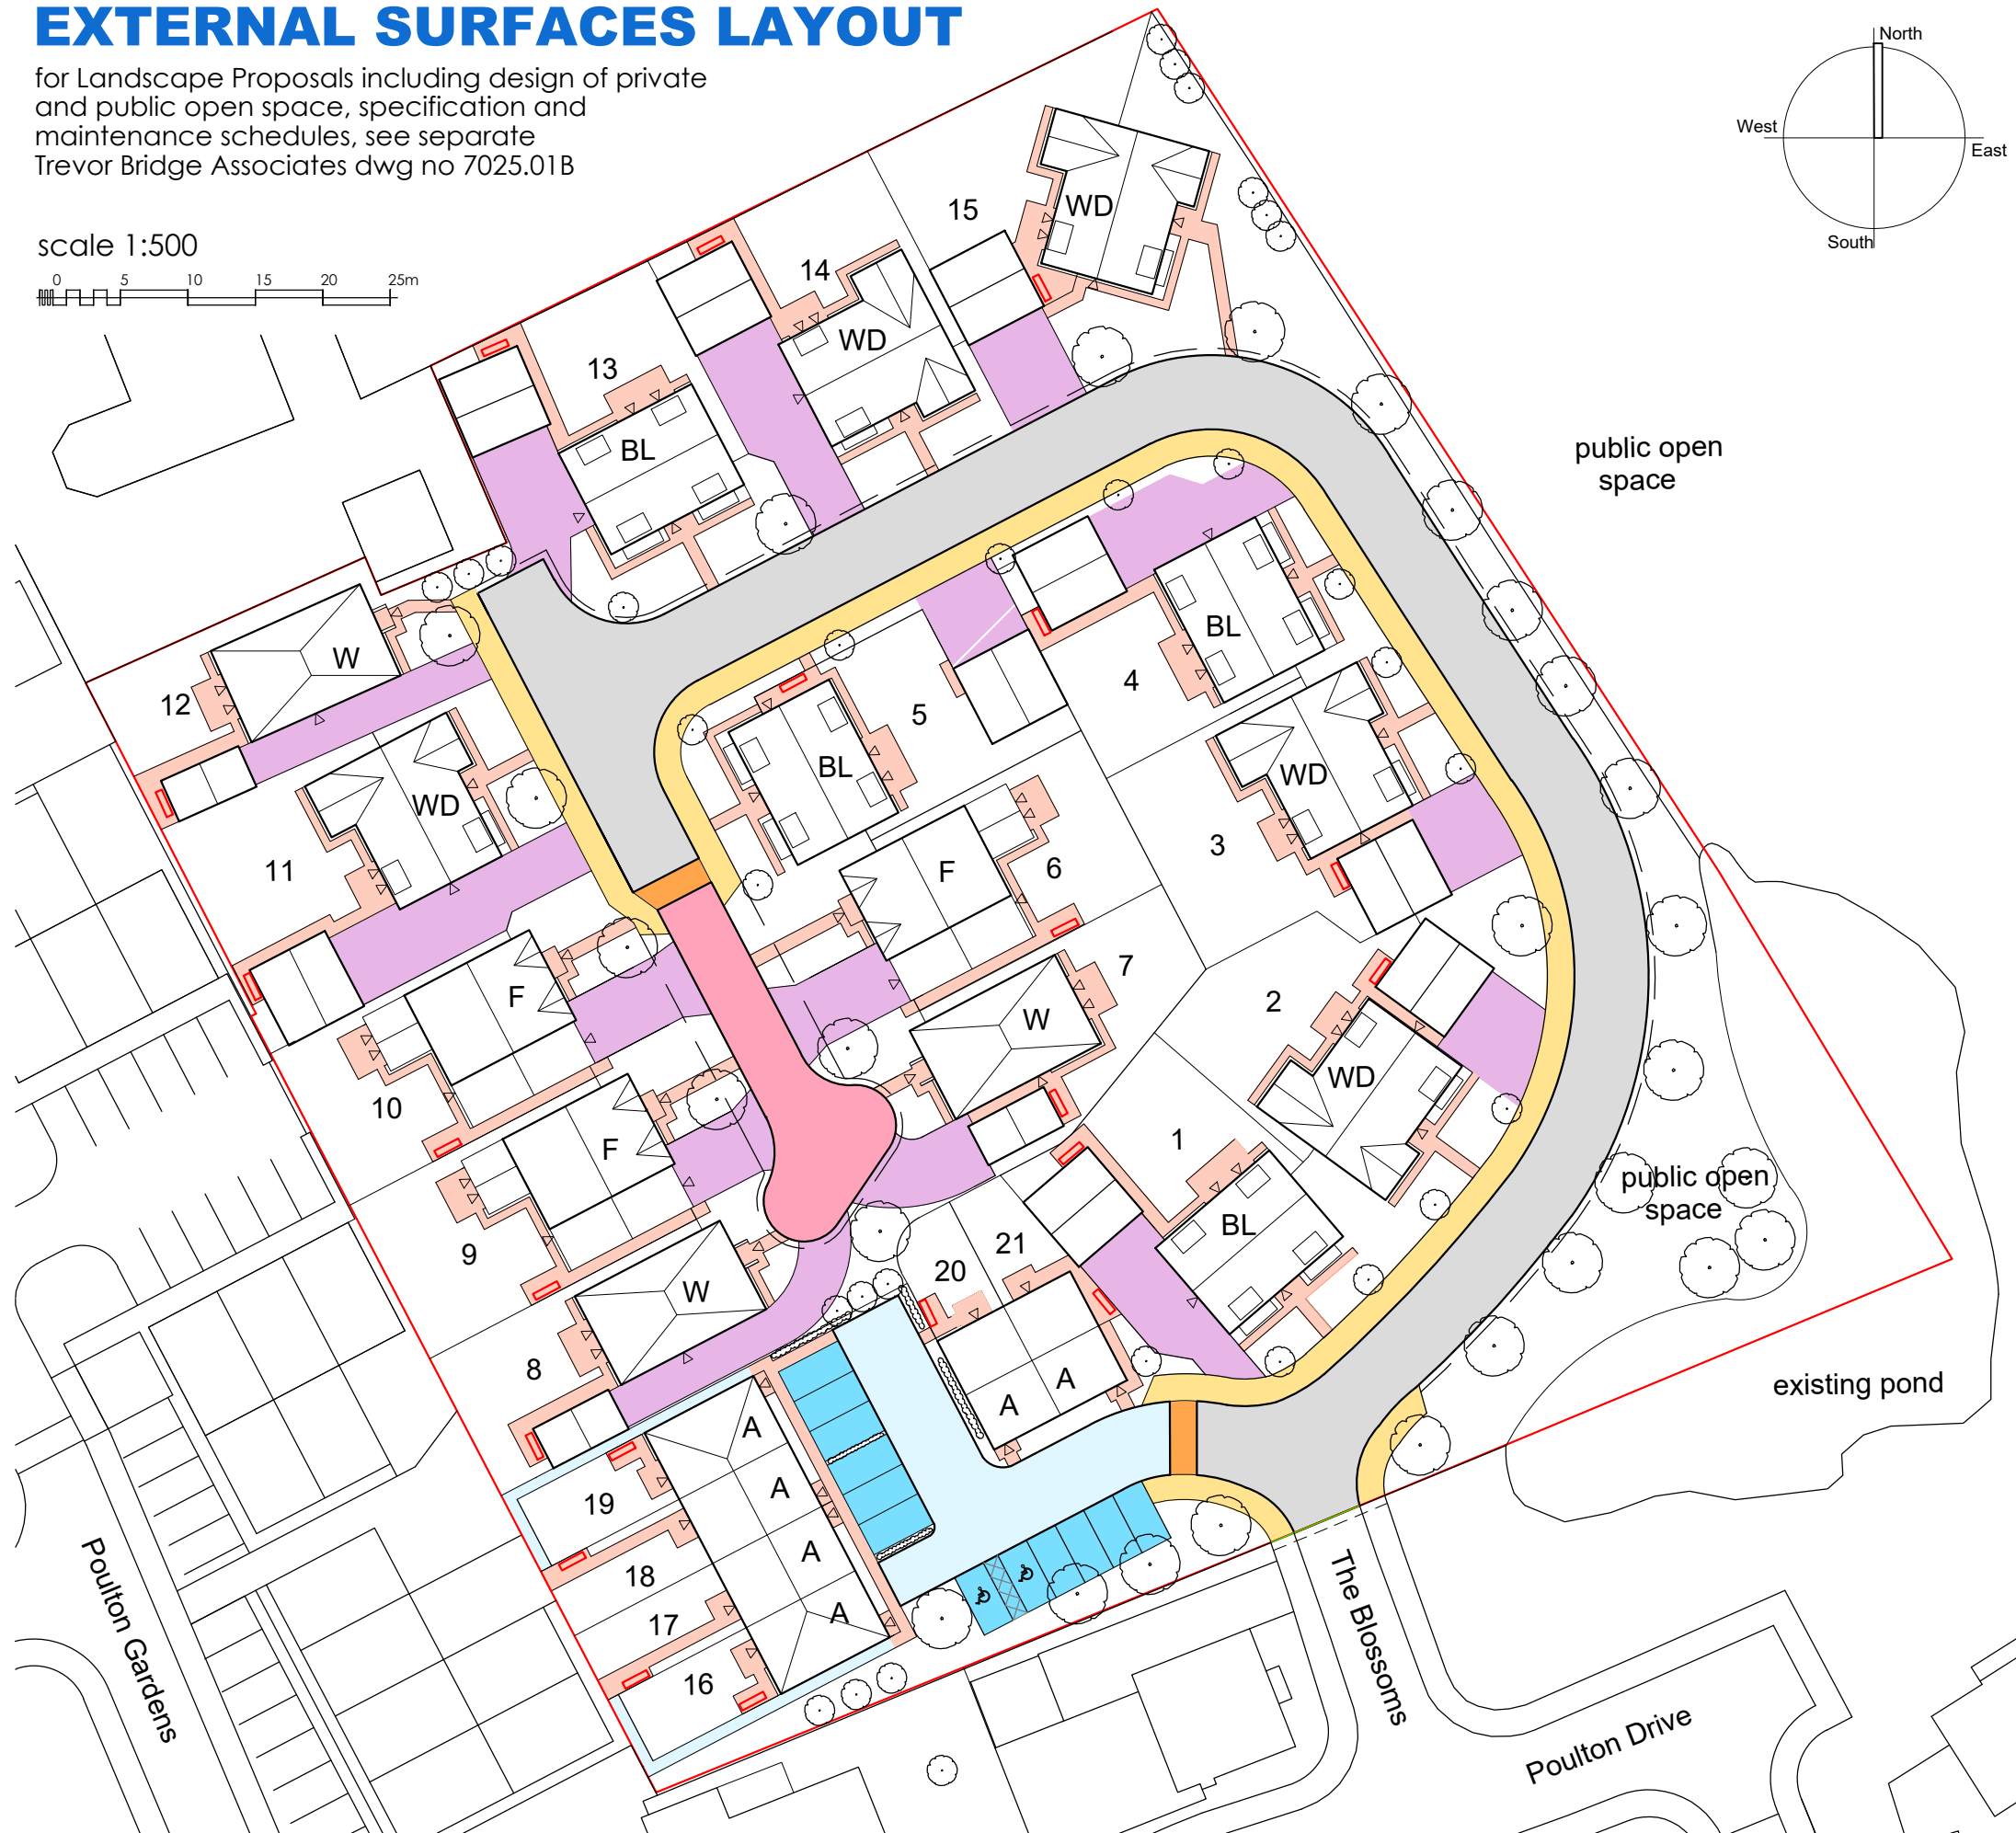 EXTERNAL SURFACES LAYOUT
for Landscape Proposals including design of private
and public open space, specification and
maintenance schedules, see separate
Trevor Bridge Associates dwg no 7025.01B
scale 1:500
0 5 10 15 20 25m
North
West
East
South
15
WD
14
WD
13
BL
public open
space
12
W
BL
4
5
BL
WD
11
WD
3
F
6
F
7
W
2
WD
10
F
1
9
BL
21
20
W
public open
space
8
A
A
A
existing pond
19
A
18
A
17
A
16
Poulton Gardens
The Blossoms
Poulton Drive